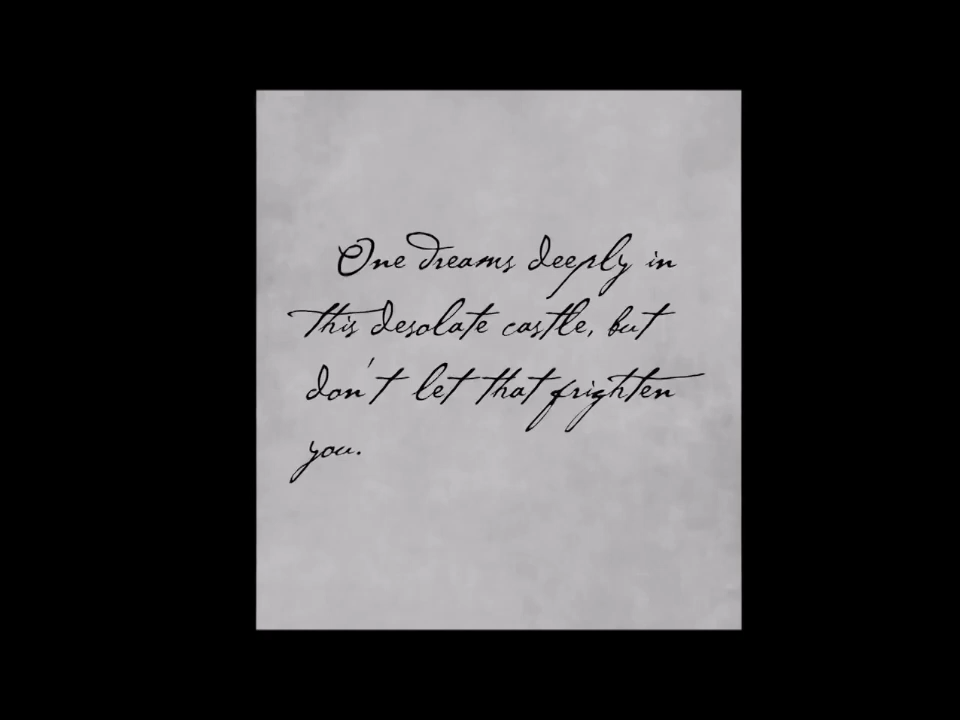 One dreams deeply in
this desolate castle, but
don't let that frighten
you.